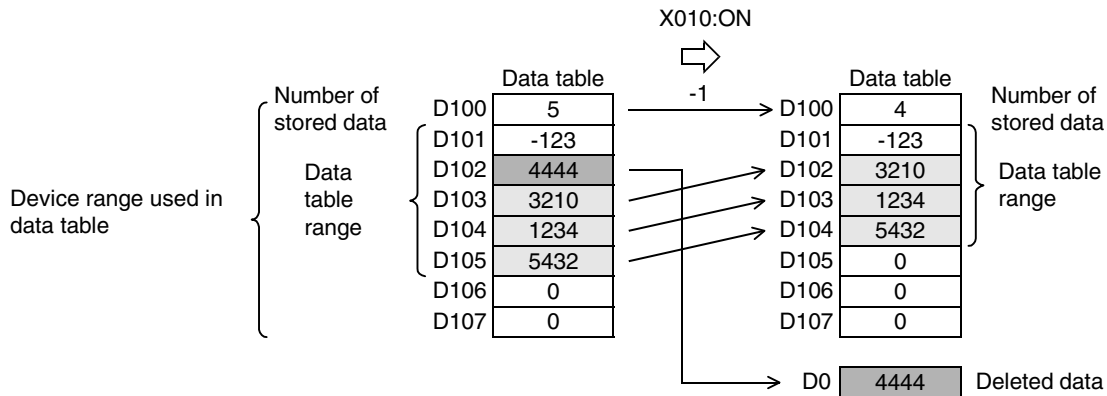 X010:ON
Data table
Data table
Number of
stored data
-1
Number of
stored data
D100 5
D100 4
D101 -123
D101 -123
D102 4444
D102 3210
D103 3210
D103 1234
D104 1234
D104 5432
D105 5432
D105 0
D106 0
D106 0
D107 0
D107 0
Data
table
range
Data table
range
Device range used in
data table
D0 4444 Deleted data